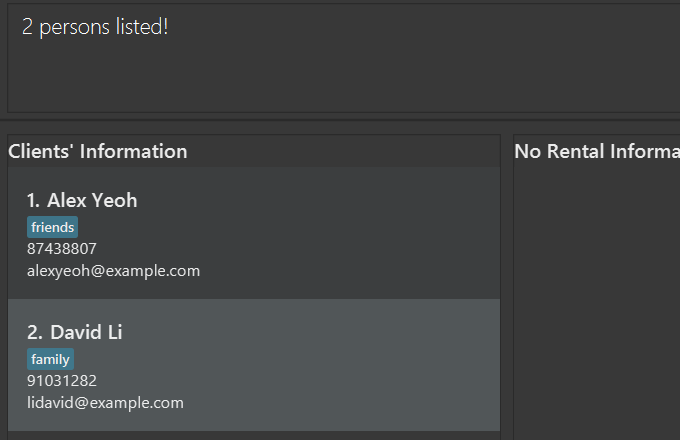 2 persons listed!
Clients' Information
No Rental Informa
1. Alex Yeoh
friends
87438807
alexyeoh@example.com
2. David Li
family
91031282
lidavid@example.com